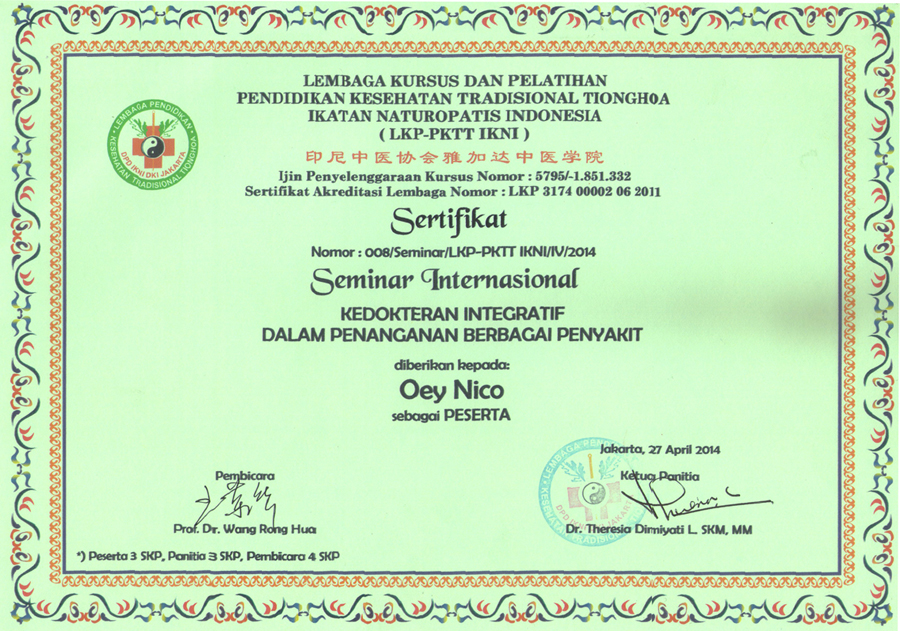 LEMBAGA KURSUS DAN PELATIHAN
PENDIDIKAN KESEHATAN TRADISIONAL TIONGH0A
IKATAN NATUROPATIS INDONESIA
( LKP-PKTT IKNI )
印尼中医协会雅加达中医学院
Ijin Penyelenggaraan Kursus Nomor : 5795/-1.851.332
Sertifikat Akreditasi Lembaga Nomor : LKP 3174 00002 06 2011
LEMBAGA PENDIDIKAN
KESEHATAN TRADISIONAL TIONGHOA
DPD IKNI DKI JAKARTA
Sertifikat
Nomor : 008/Seminar/LKP-PKTT IKNI/IV/2014
Seminar Internasional
KEDOKTERAN INTEGRATIF
DALAM PENANGANAN BERBAGAI PENYAKIT
diberikan kepada:
Oey Nico
sebagai PESERTA
Jakarta, 27 April 2014
Pembicara
Ketua Panitia
Prof. Dr. Wang Rong Hua
Dr. Theresia Dimiyati L. SKM, MM
*) Peserta 3 SKP, Panitia 3 SKP, Pembicara 4 SKP